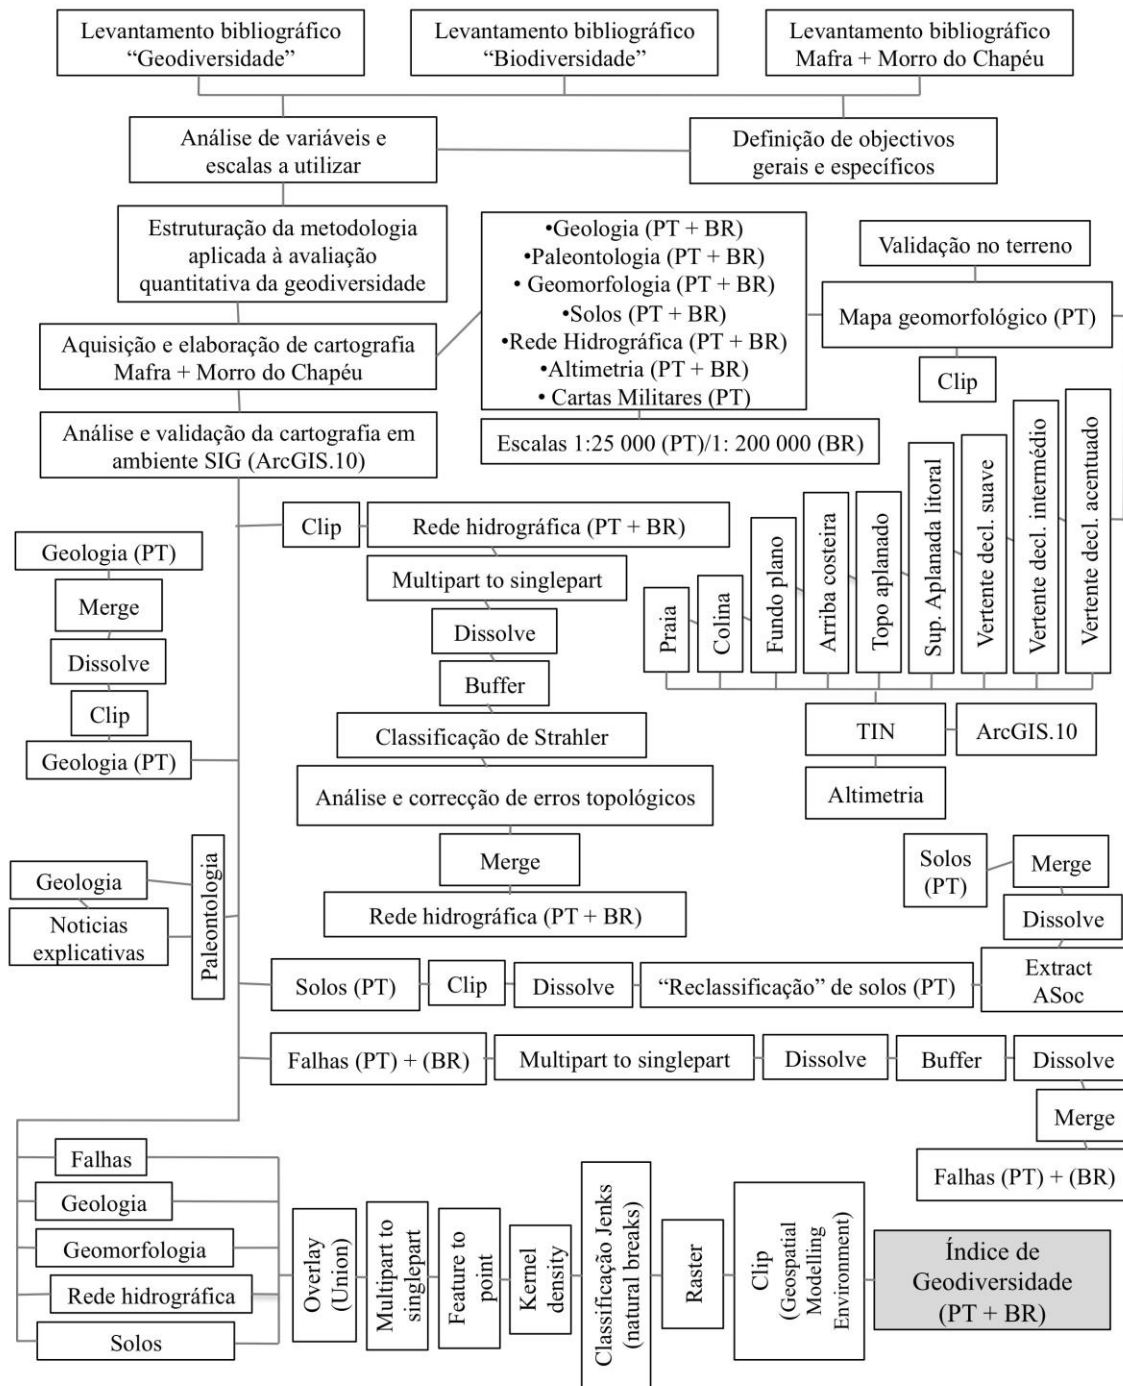 Levantamento bibliográfico
“Geodiversidade”
Levantamento bibliográfico
“Biodiversidade”
Levantamento bibliográfico
Mafra + Morro do Chapéu
Análise de variáveis e
escalas a utilizar
Definição de objectivos
gerais e específicos
Estruturação da metodologia
aplicada à avaliação
quantitativa da geodiversidade
•Geologia (PT + BR)
•Paleontologia (PT + BR)
• Geomorfologia (PT + BR)
•Solos (PT + BR)
•Rede Hidrográfica (PT + BR)
•Altimetria (PT + BR)
• Cartas Militares (PT)
Validação no terreno
Mapa geomorfológico (PT)
Clip
Aquisição e elaboração de cartografia
Mafra + Morro do Chapéu
Análise e validação da cartografia em
ambiente SIG (ArcGIS.10)
Escalas 1:25 000 (PT)/1: 200 000 (BR)
Clip
Rede hidrográfica (PT + BR)
Multipart to singlepart
Dissolve
Buffer
Classificação de Strahler
Análise e correcção de erros topológicos
Merge
Rede hidrográfica (PT + BR)
Geologia (PT)
Merge
Dissolve
Clip
Geologia (PT)
Praia
Colina
Fundo plano
Arriba costeira
Topo aplanado
Sup. Aplanada litoral
Vertente decl. suave
Vertente decl. intermédio
Vertente decl. acentuado
TIN
ArcGIS.10
Altimetria
Geologia
Noticias
explicativas
Paleontologia
Solos
(PT)
Merge
Dissolve
Extract
ASoc
Solos (PT)
Clip
Dissolve
“Reclassificação” de solos (PT)
Falhas (PT) + (BR)
Multipart to singlepart
Dissolve
Buffer
Dissolve
Merge
Falhas (PT) + (BR)
Falhas
Geologia
Geomorfologia
Rede hidrográfica
Solos
Overlay
(Union)
Multipart to
singlepart
Feature to
point
Kernel
density
Classificação Jenks
(natural breaks)
Raster
Clip
(Geospatial
Modelling
Environment)
Índice de
Geodiversidade
(PT + BR)